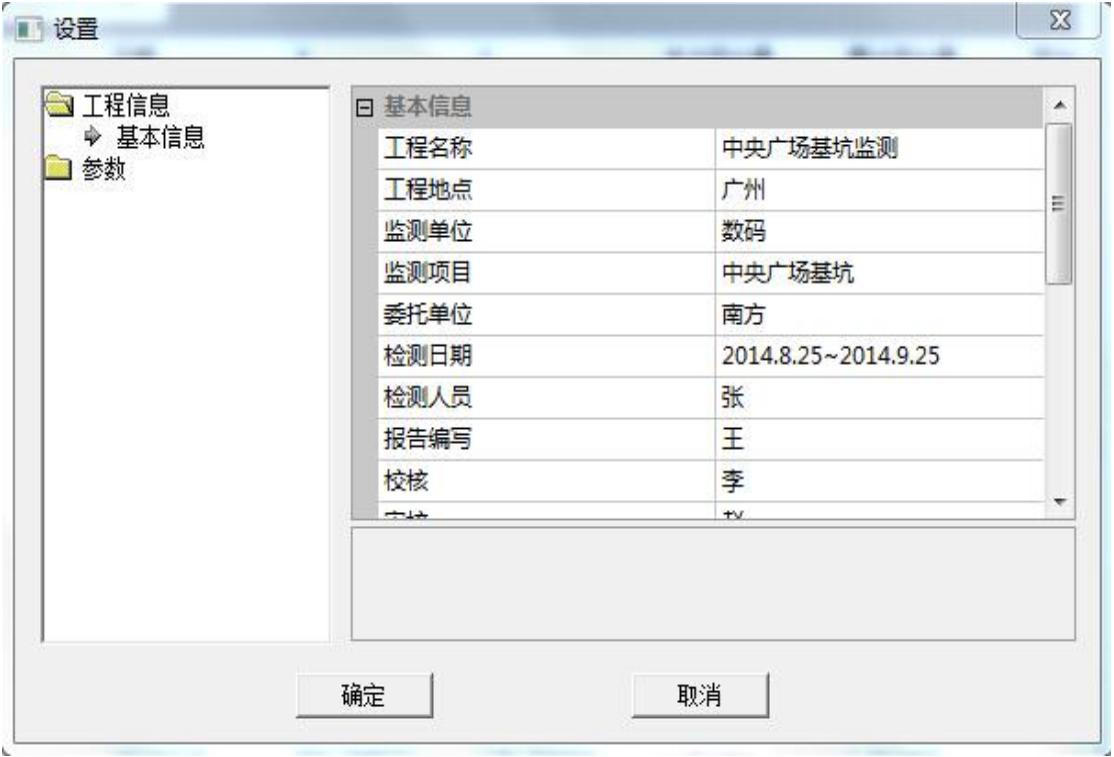 设置
工程信息
基本信息
参数
基本信息
工程名称 中央广场基坑监测
工程地点 广州
监测单位 数码
监测项目 中央广场基坑
委托单位 南方
检测日期 2014.8.25~2014.9.25
检测人员 张
报告编写 王
校核 李
确定 取消